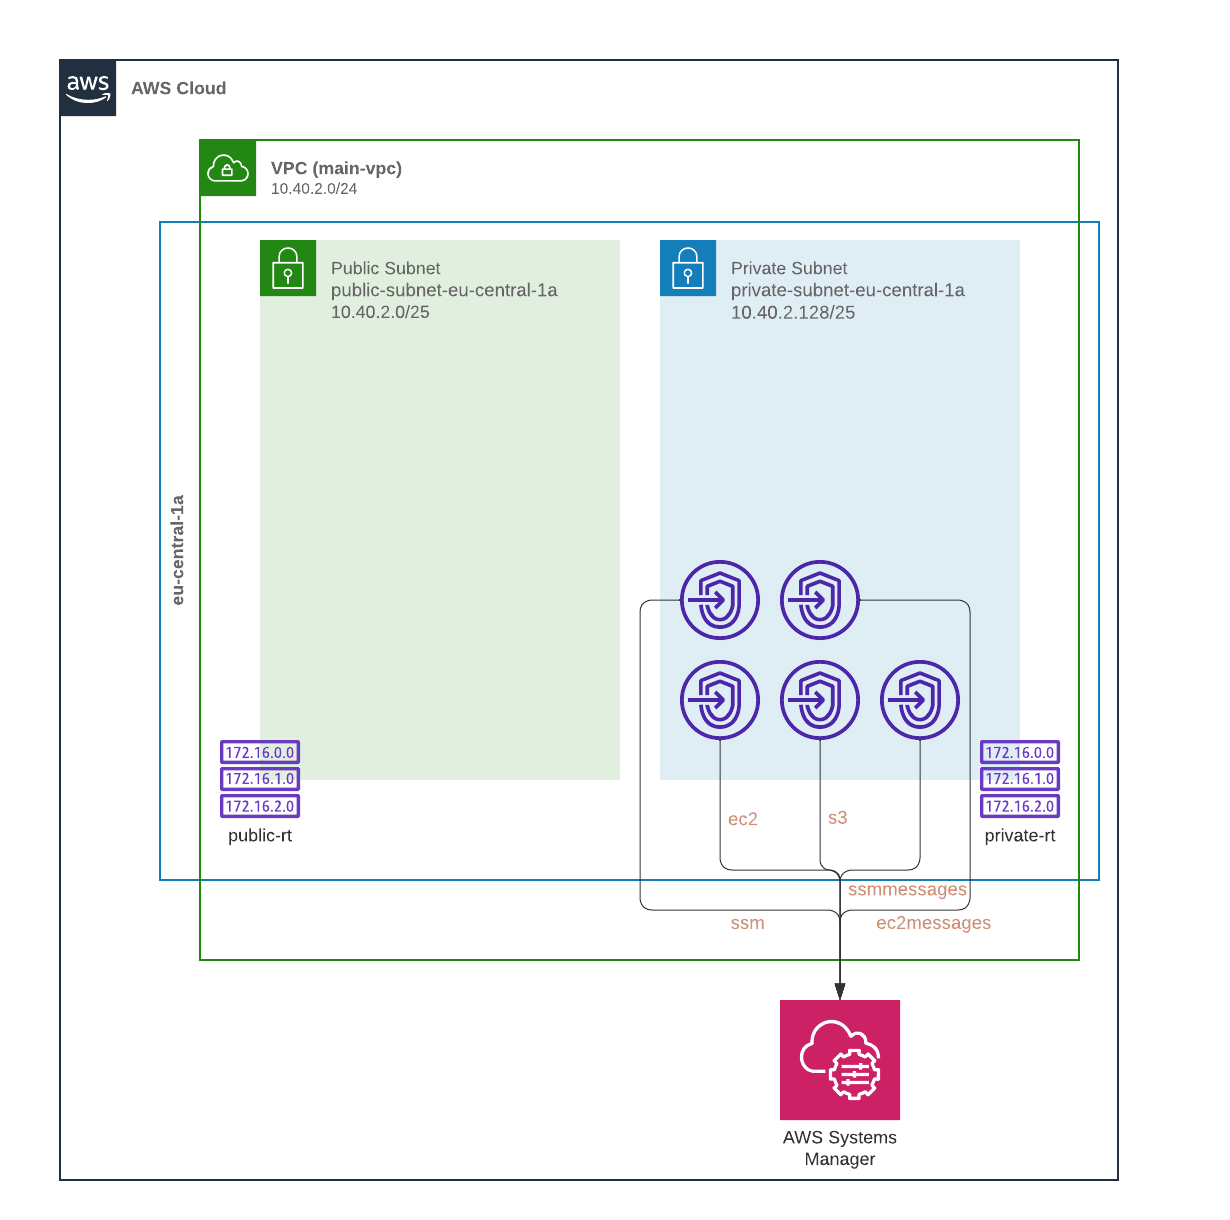 aws
AWS Cloud
VPC (main-vpc)
10.40.2.0/24
Public Subnet
public-subnet-eu-central-1a
10.40.2.0/25
Private Subnet
private-subnet-eu-central-1a
10.40.2.128/25
eu-central-1a
172.16.0.0
172.16.1.0
172.16.2.0
public-rt
172.16.0.0
172.16.1.0
172.16.2.0
private-rt
ec2
s3
ssmmessages
ssm
ec2messages
AWS Systems
Manager